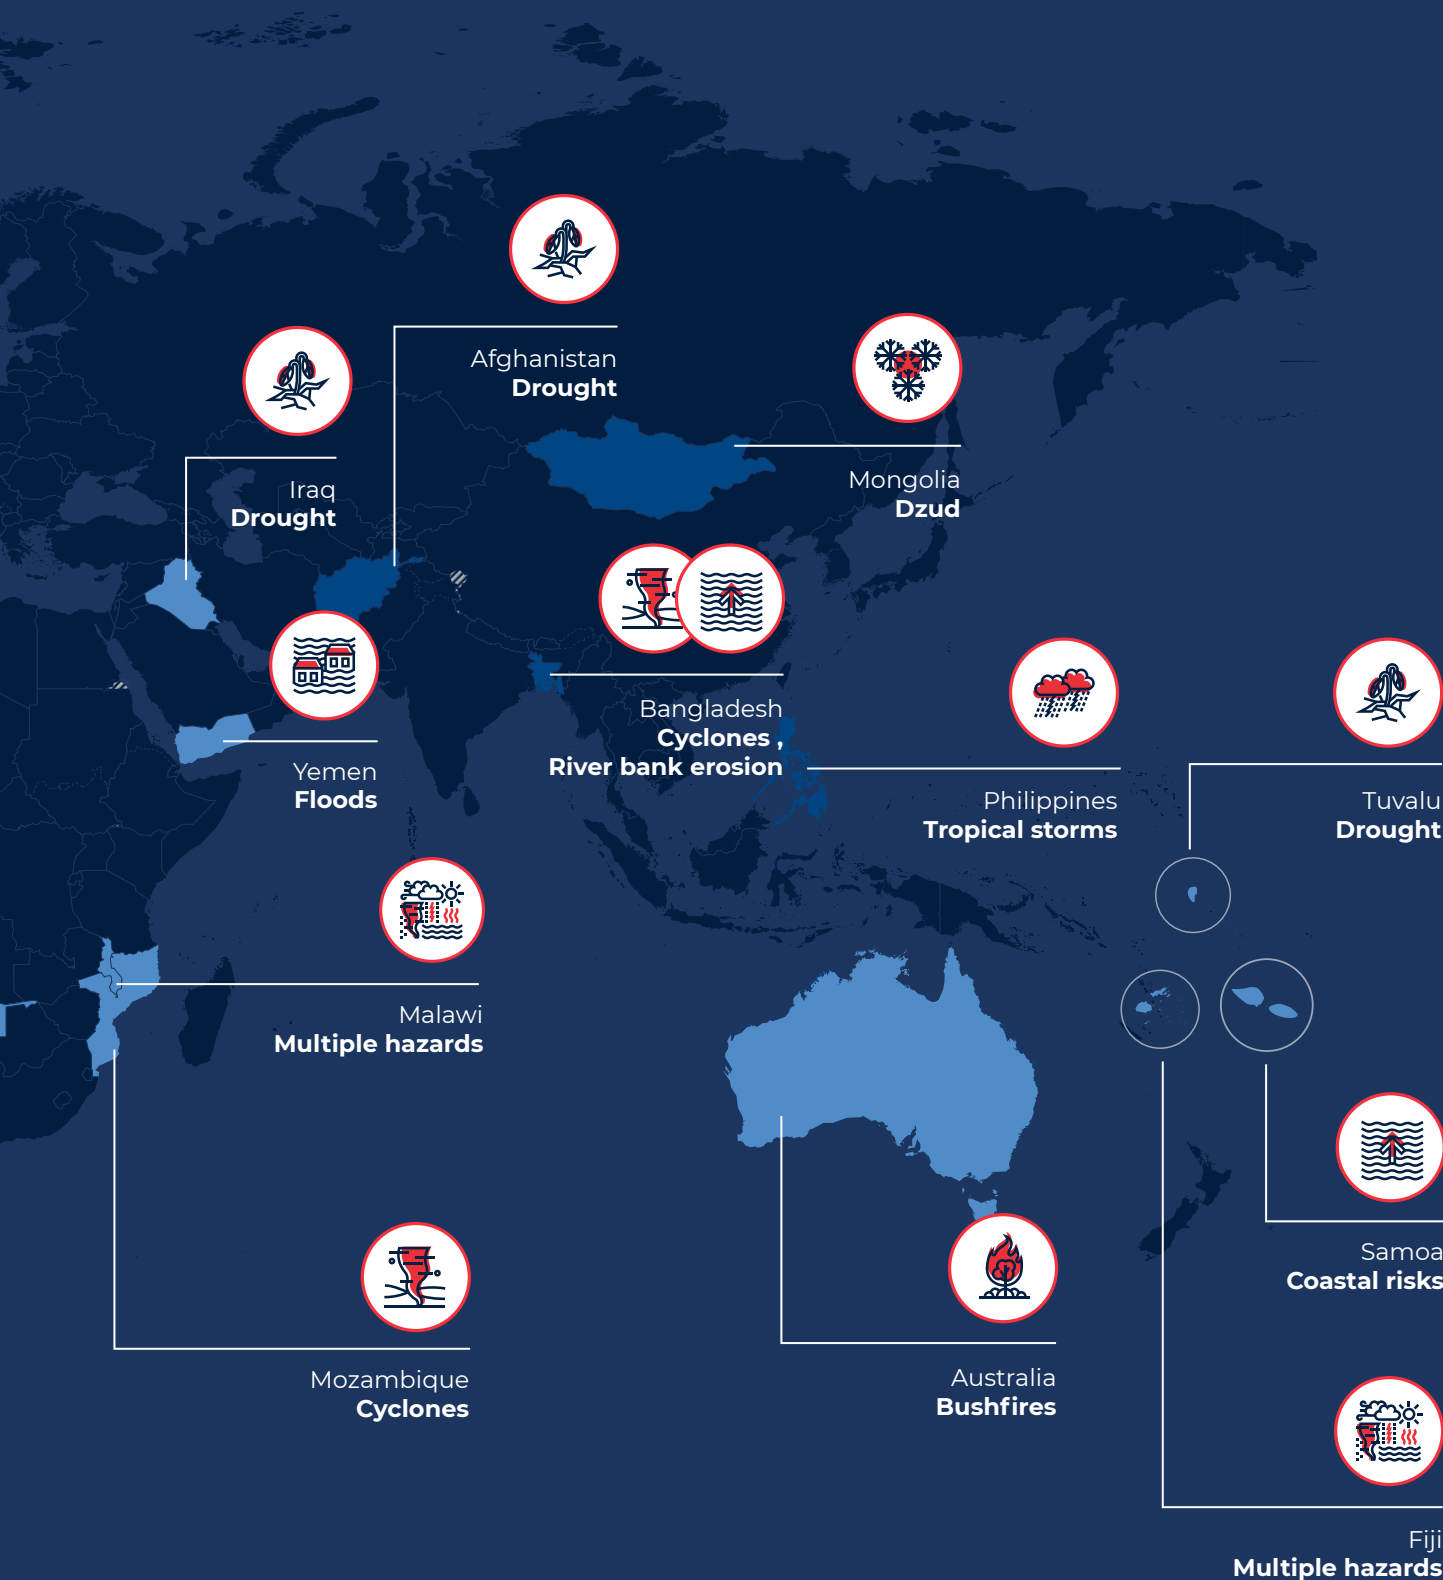 Afghanistan
Drought
Iraq
Drought
Mongolia
Dzud
Bangladesh
Cyclones ,
River bank erosion
Yemen
Floods
Philippines
Tropical storms
Tuvalu
Drought
Malawi
Multiple hazards
Samoa
Coastal risks
Mozambique
Cyclones
Australia
Bushfires
Fiji
Multiple hazards